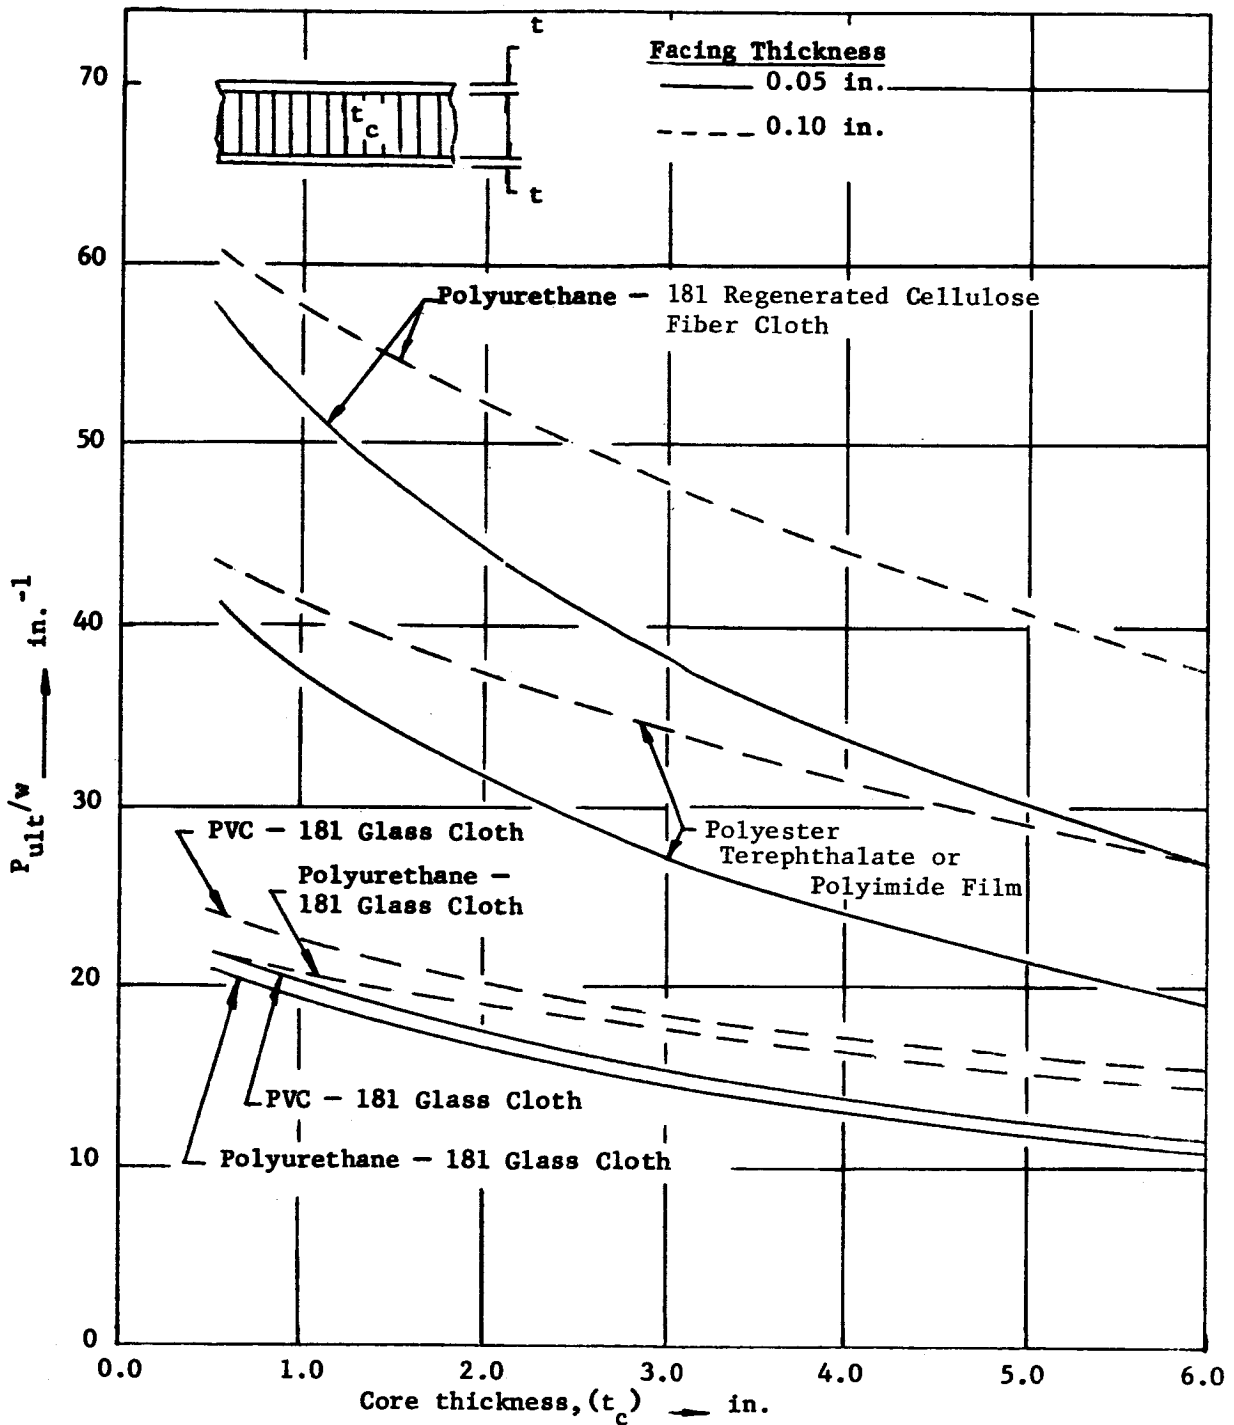 t
Facing Thickness
0.05 in.
0.10 in.
t
c
t
70
60
Polyurethane — 181 Regenerated Cellulose
Fiber Cloth
50
40
P ult/w → in.⁻¹
30
PVC — 181 Glass Cloth
Polyurethane —
181 Glass Cloth
Polyester
Terephthalate or
Polyimide Film
20
PVC — 181 Glass Cloth
10
Polyurethane — 181 Glass Cloth
0
0.0 1.0 2.0 3.0 4.0 5.0 6.0
Core thickness, (t c) → in.